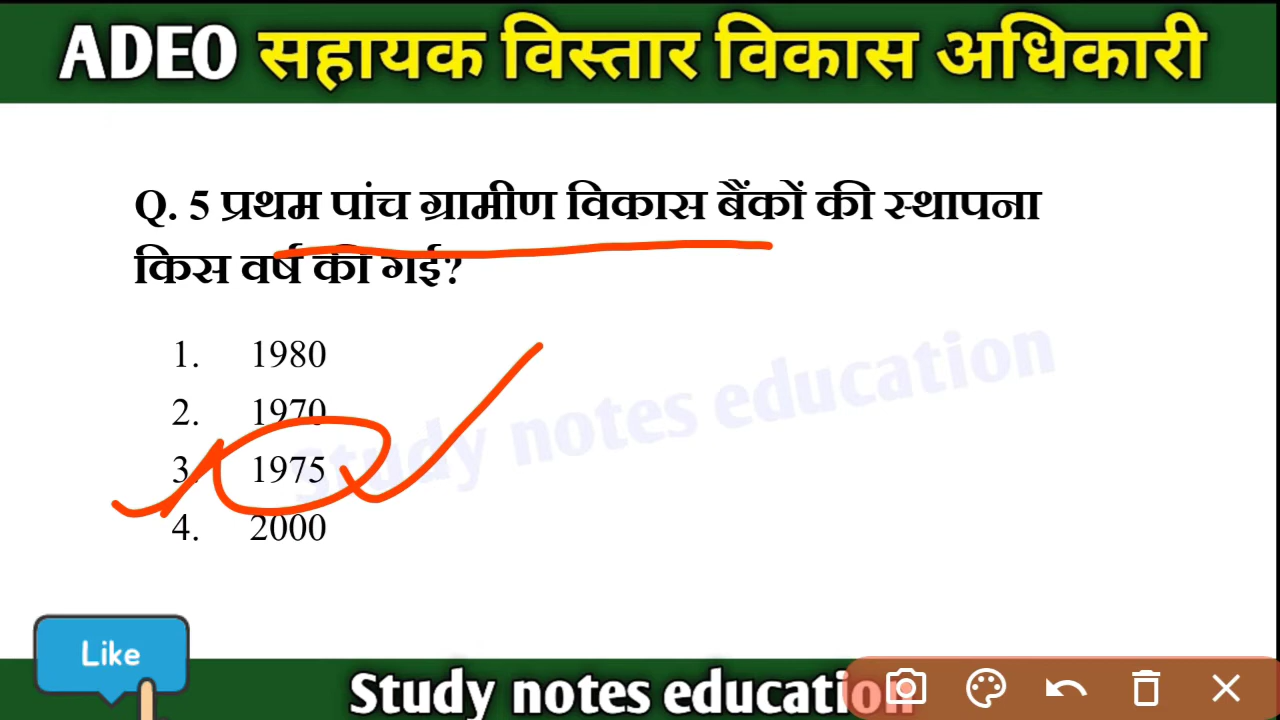 ADEO सहायक विस्तार विकास अधिकारी
Q. 5 प्रथम पांच ग्रामीण विकास बैंकों की स्थापना
किस वर्ष की गई?
1. 1980
2. 1970
3. 1975
4. 2000
Study notes education
Like
Study notes education